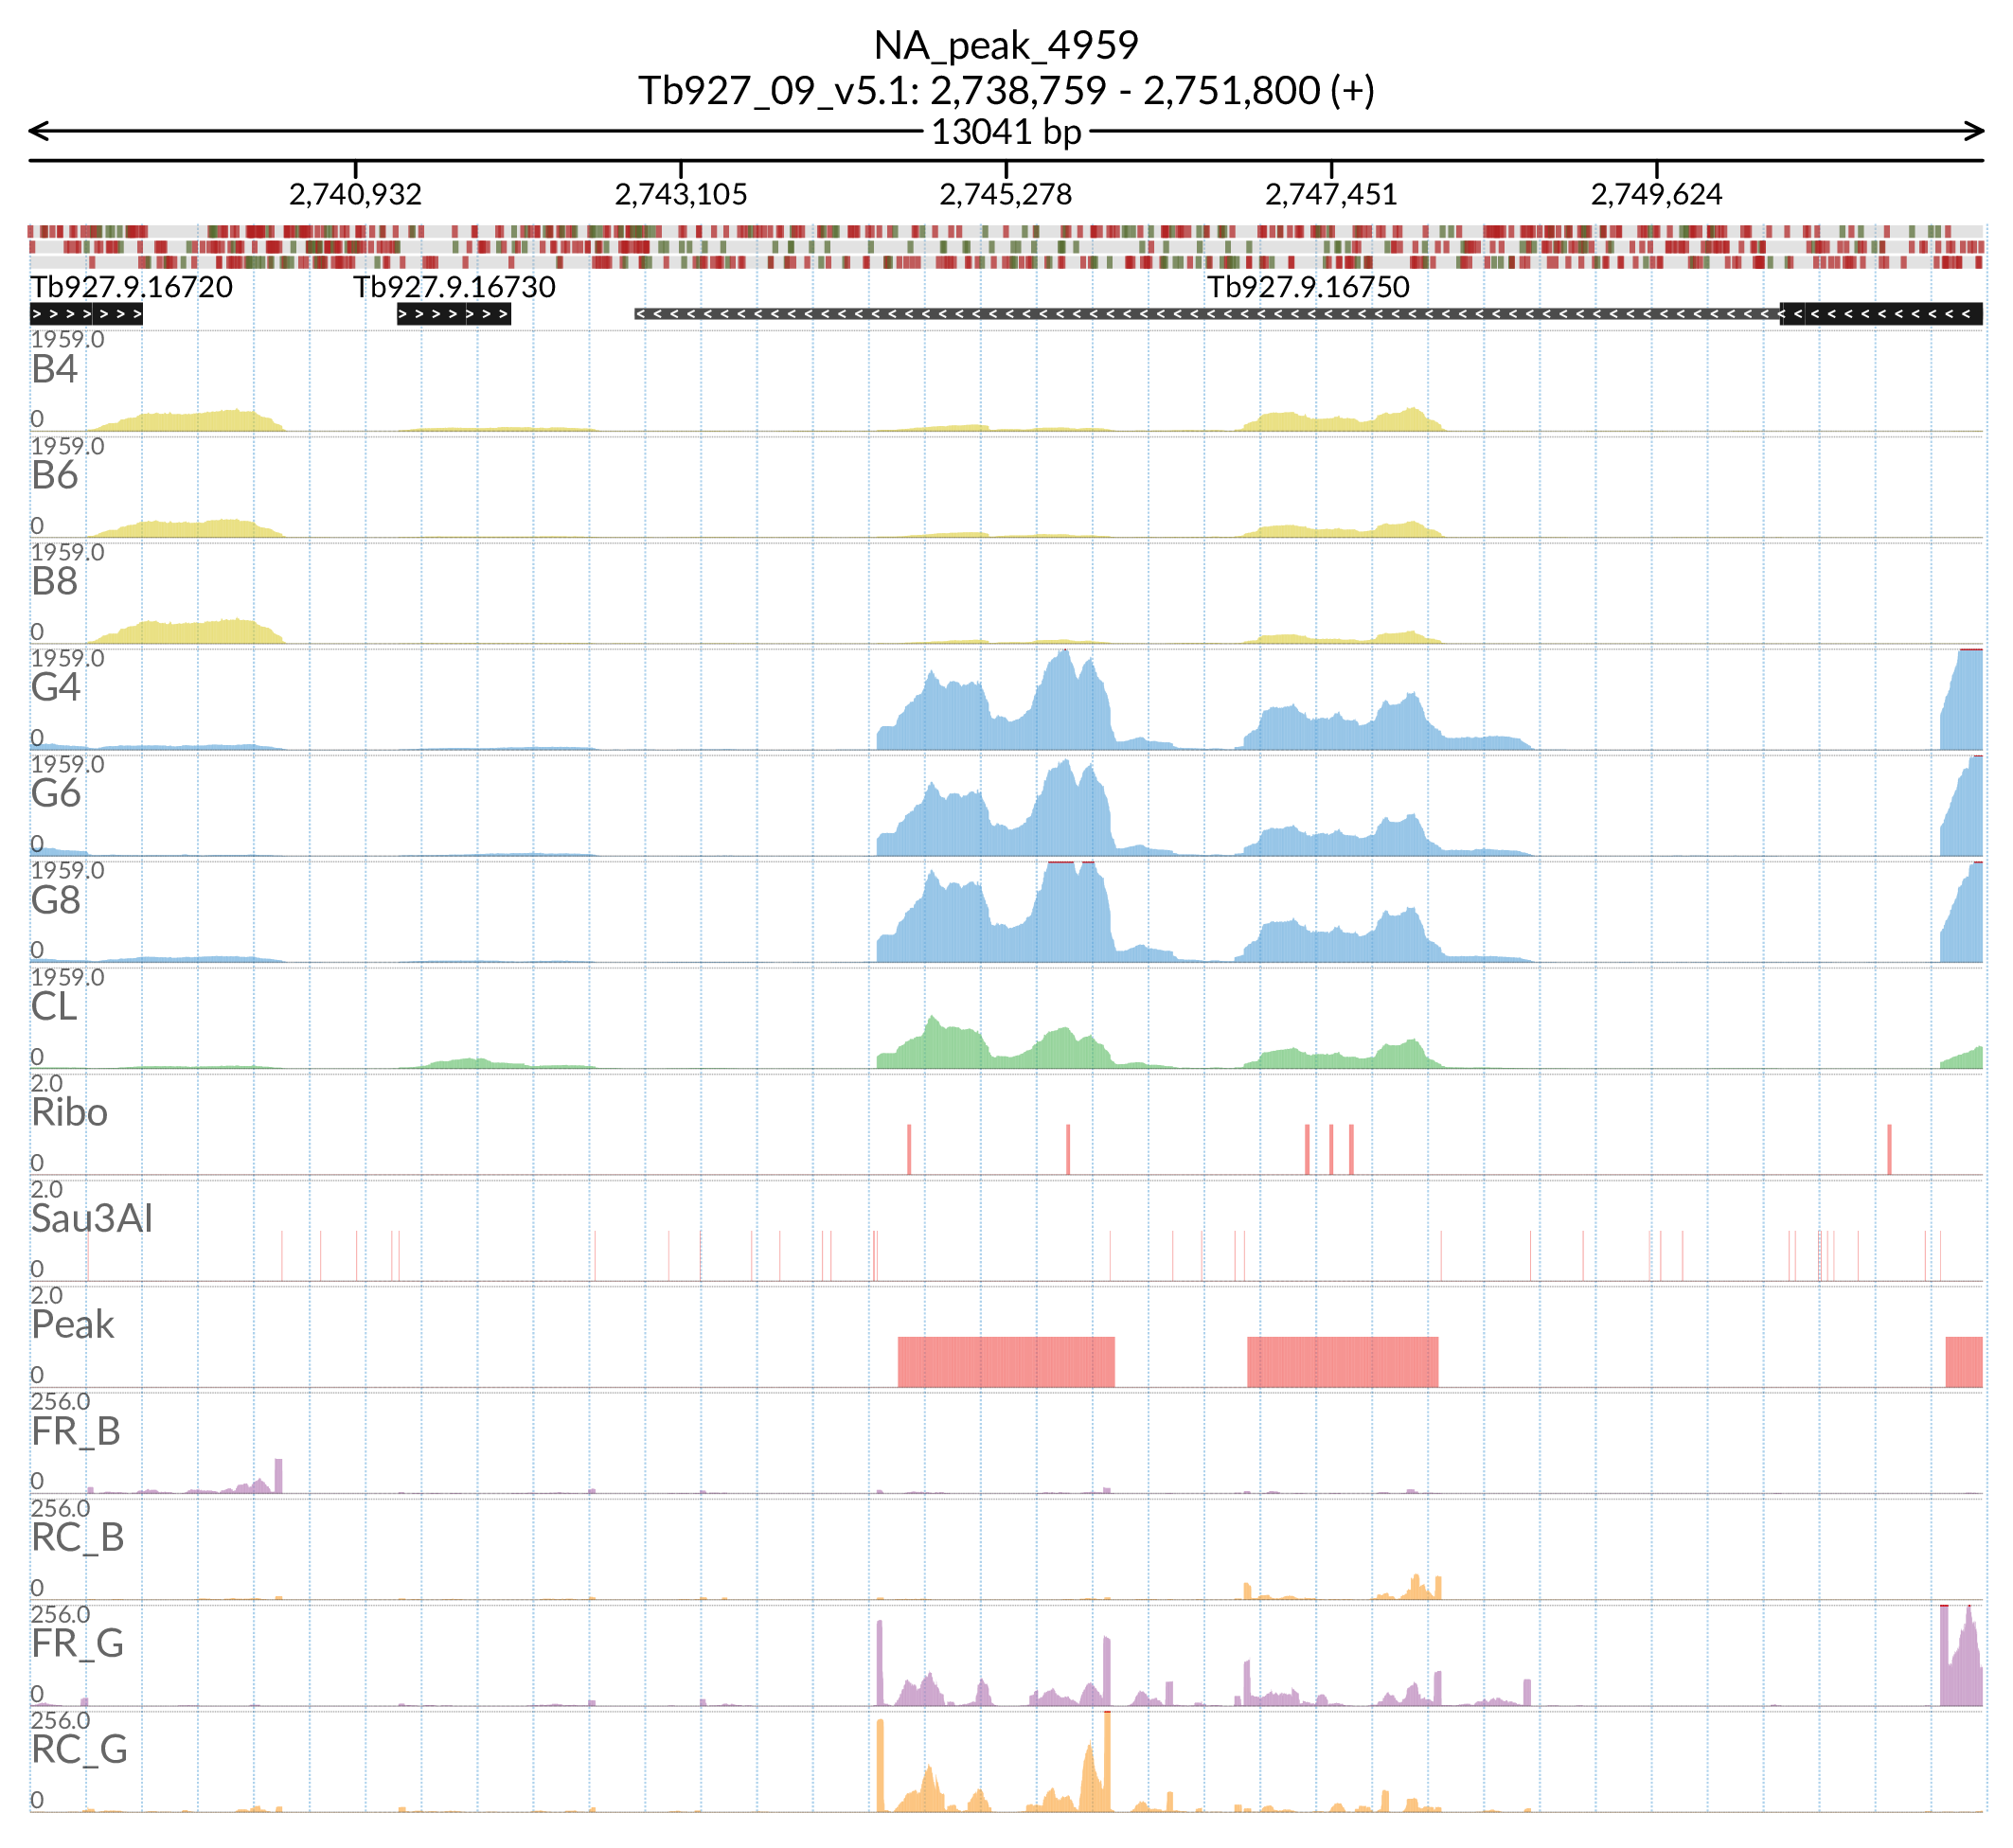 NA_peak_4959
Tb927_09_v5.1: 2,738,759 - 2,751,800 (+)
13041 bp
2,740,932 2,743,105 2,745,278 2,747,451 2,749,624
Tb927.9.16720 Tb927.9.16730 Tb927.9.16750
1959.0
B4
0
1959.0
B6
0
1959.0
B8
0
1959.0
G4
0
1959.0
G6
0
1959.0
G8
0
1959.0
CL
0
2.0
Ribo
0
2.0
Sau3AI
0
2.0
Peak
0
256.0
FR_B
0
256.0
RC_B
0
256.0
FR_G
0
256.0
RC_G
0